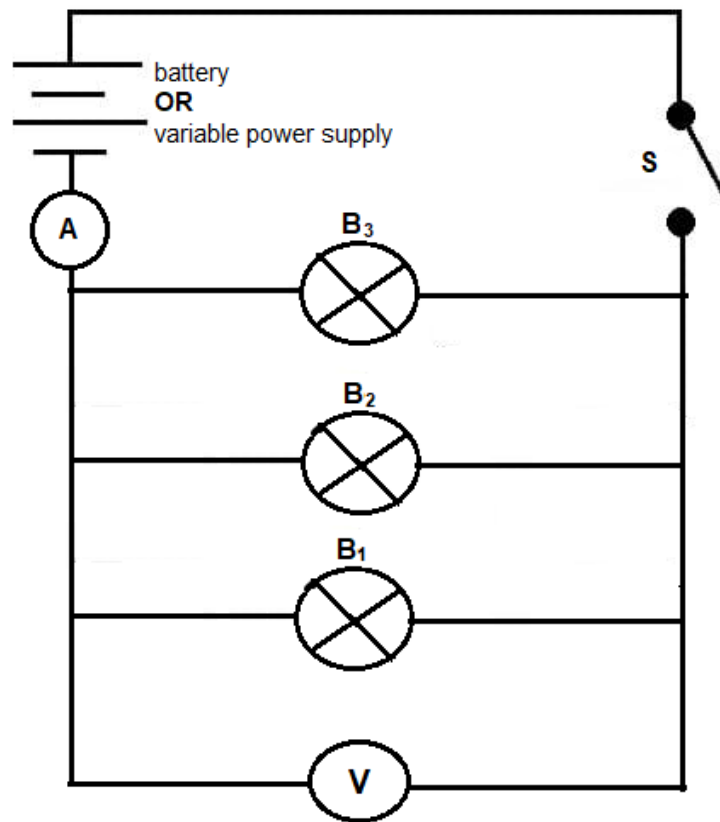 battery
OR
variable power supply
S
A
B₃
B₂
B₁
V